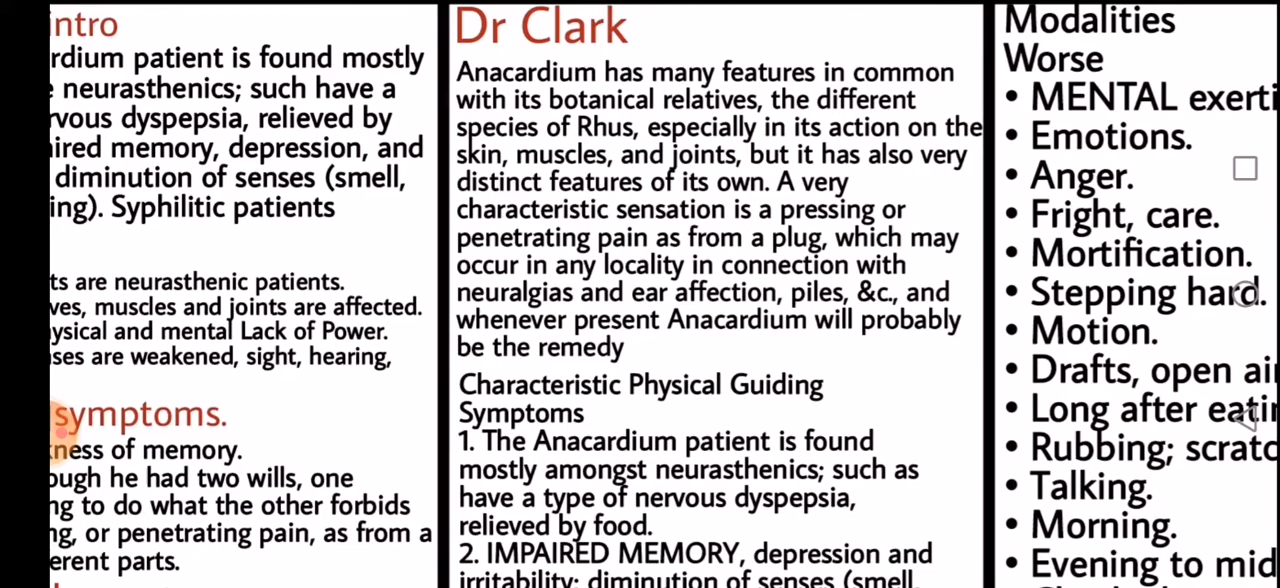 intro
rdium patient is found mostly
neurasthenics; such have a
rvous dyspepsia, relieved by
ired memory, depression, and
diminution of senses (smell,
ing). Syphilitic patients
ts are neurasthenic patients.
ves, muscles and joints are affected.
ysical and mental Lack of Power.
ses are weakened, sight, hearing,
symptoms.
ness of memory.
ough he had two wills, one
ng to do what the other forbids
ng, or penetrating pain, as from a
erent parts.
Dr Clark
Anacardium has many features in common
with its botanical relatives, the different
species of Rhus, especially in its action on the
skin, muscles, and joints, but it has also very
distinct features of its own. A very
characteristic sensation is a pressing or
penetrating pain as from a plug, which may
occur in any locality in connection with
neuralgias and ear affection, piles, &c., and
whenever present Anacardium will probably
be the remedy
Characteristic Physical Guiding
Symptoms
1. The Anacardium patient is found
mostly amongst neurasthenics; such as
have a type of nervous dyspepsia,
relieved by food.
2. IMPAIRED MEMORY, depression and
irritability; diminution of senses (smell,
Modalities
Worse
• MENTAL exerti
• Emotions.
• Anger.
• Fright, care.
• Mortification.
• Stepping hard.
• Motion.
• Drafts, open air
• Long after eatin
• Rubbing; scratc
• Talking.
• Morning.
• Evening to mid